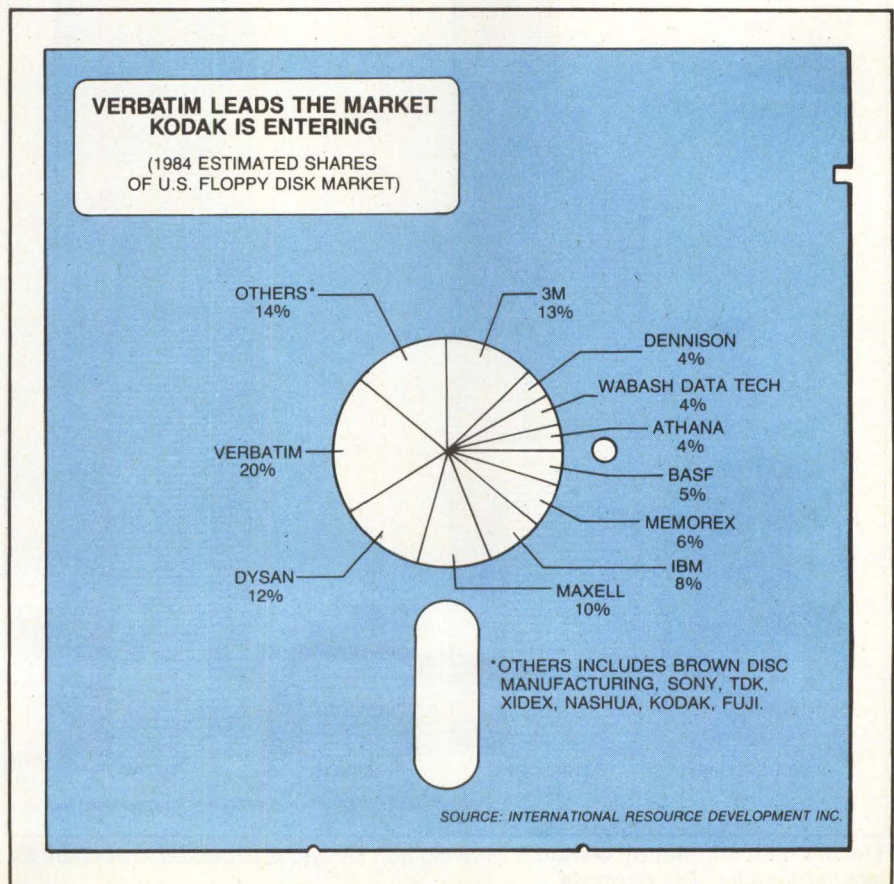 VERBATIM LEADS THE MARKET
KODAK IS ENTERING
(1984 ESTIMATED SHARES
OF U.S. FLOPPY DISK MARKET)
OTHERS*
14%
3M
13%
DENNISON
4%
WABASH DATA TECH
4%
ATHANA
4%
BASF
5%
MEMOREX
6%
IBM
8%
MAXELL
10%
DYSAN
12%
VERBATIM
20%
*OTHERS INCLUDES BROWN DISC
MANUFACTURING, SONY, TDK,
XIDEX, NASHUA, KODAK, FUJI.
SOURCE: INTERNATIONAL RESOURCE DEVELOPMENT INC.